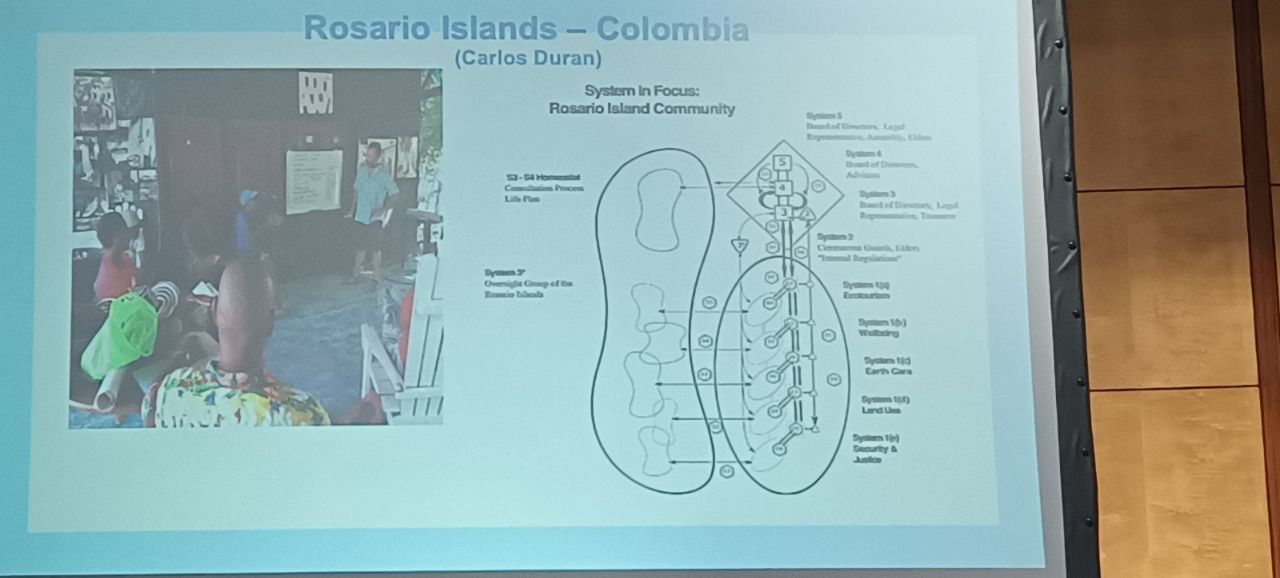 Rosario Islands – Colombia
(Carlos Duran)
System in Focus:
Rosario Island Community
System 5
Board of Directors, Legal
Representative, Assembly, Elders
System 4
Board of Directors,
Advisors
S3 - S4 Homeostat
Consultation Process
Life Plan
5
4
3
System 3
Board of Directors, Legal
Representative, Treasurer
System 2
Community Guards, Elders
"Internal Regulations"
System 3*
Oversight Group of the
Rosario Islands
System 1(a)
Ecotourism
System 1(b)
Wellbeing
System 1(c)
Earth Care
System 1(d)
Land Use
System 1(e)
Security &
Justice